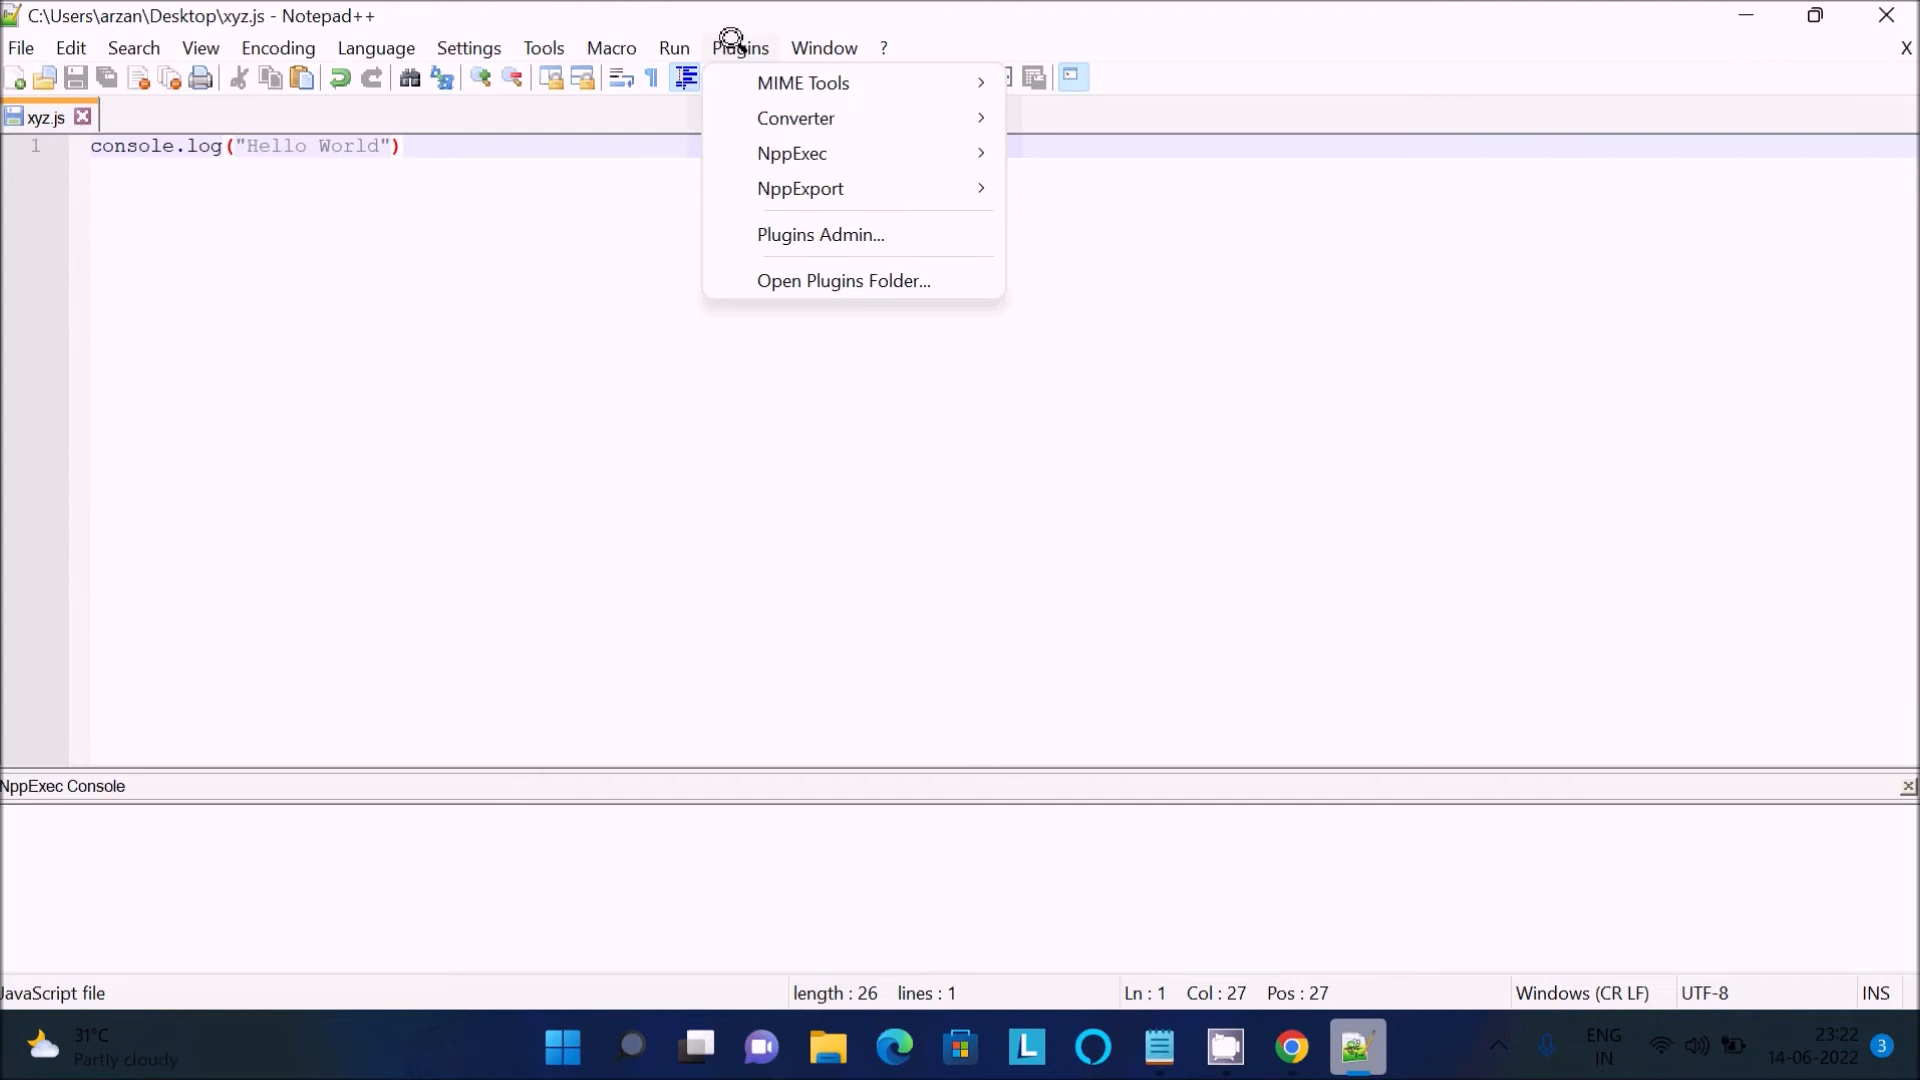 C:\Users\arzan\Desktop\xyz.js - Notepad++
File Edit Search View Encoding Language Settings Tools Macro Run Plugins Window ?
X
xyz.js
1 console.log("Hello World")
MIME Tools
Converter
NppExec
NppExport
Plugins Admin...
Open Plugins Folder...
NppExec Console
JavaScript file length : 26 lines : 1 Ln : 1 Col : 27 Pos : 27 Windows (CR LF) UTF-8 INS
31°C
Partly cloudy
L
ENG
IN
23:22
14-06-2022
3